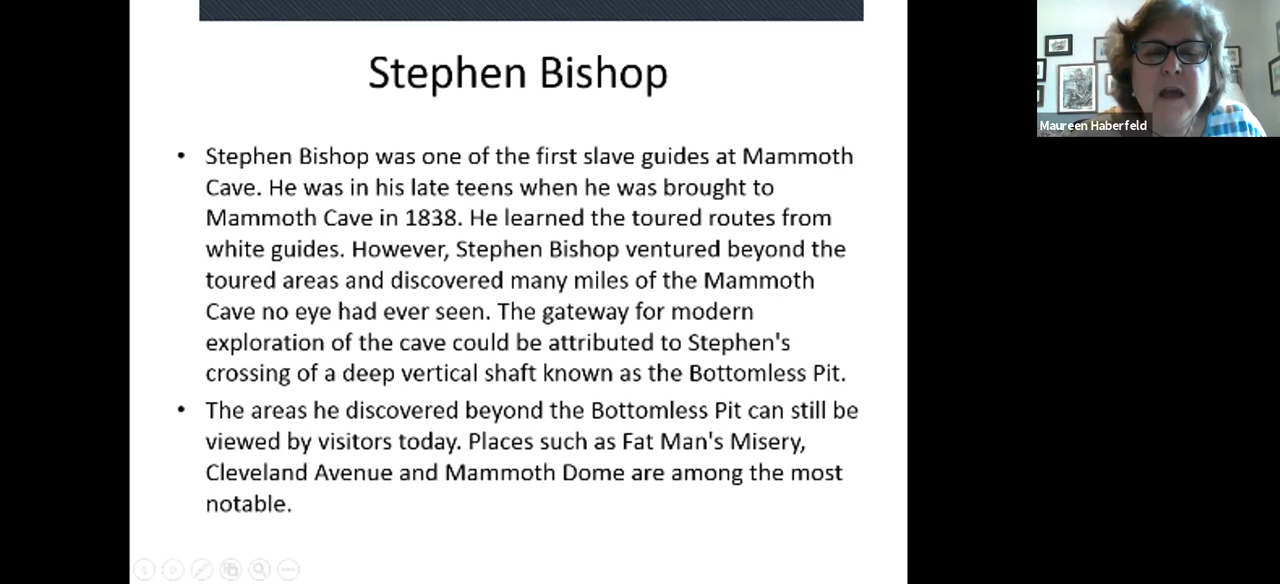 Stephen Bishop
• Stephen Bishop was one of the first slave guides at Mammoth
Cave. He was in his late teens when he was brought to
Mammoth Cave in 1838. He learned the toured routes from
white guides. However, Stephen Bishop ventured beyond the
toured areas and discovered many miles of the Mammoth
Cave no eye had ever seen. The gateway for modern
exploration of the cave could be attributed to Stephen's
crossing of a deep vertical shaft known as the Bottomless Pit.
• The areas he discovered beyond the Bottomless Pit can still be
viewed by visitors today. Places such as Fat Man's Misery,
Cleveland Avenue and Mammoth Dome are among the most
notable.
Maureen Haberfeld